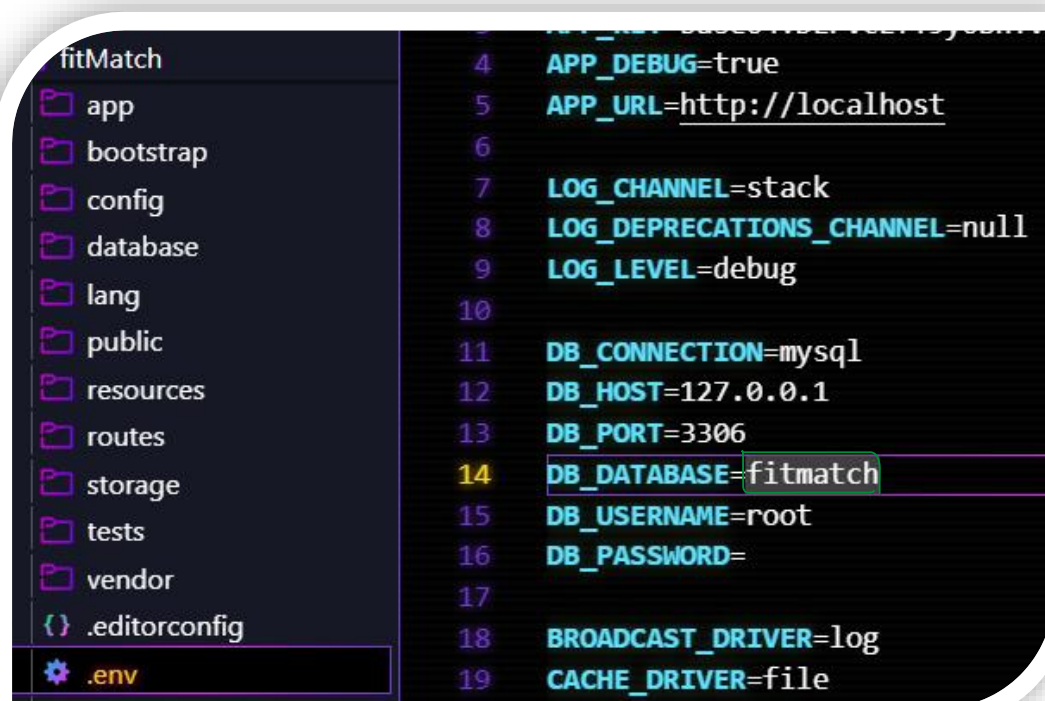 fitMatch
app
bootstrap
config
database
lang
public
resources
routes
storage
tests
vendor
{} .editorconfig
.env
4 APP_DEBUG=true
5 APP_URL=http://localhost
6
7 LOG_CHANNEL=stack
8 LOG_DEPRECATIONS_CHANNEL=null
9 LOG_LEVEL=debug
10
11 DB_CONNECTION=mysql
12 DB_HOST=127.0.0.1
13 DB_PORT=3306
14 DB_DATABASE=fitmatch
15 DB_USERNAME=root
16 DB_PASSWORD=
17
18 BROADCAST_DRIVER=log
19 CACHE_DRIVER=file